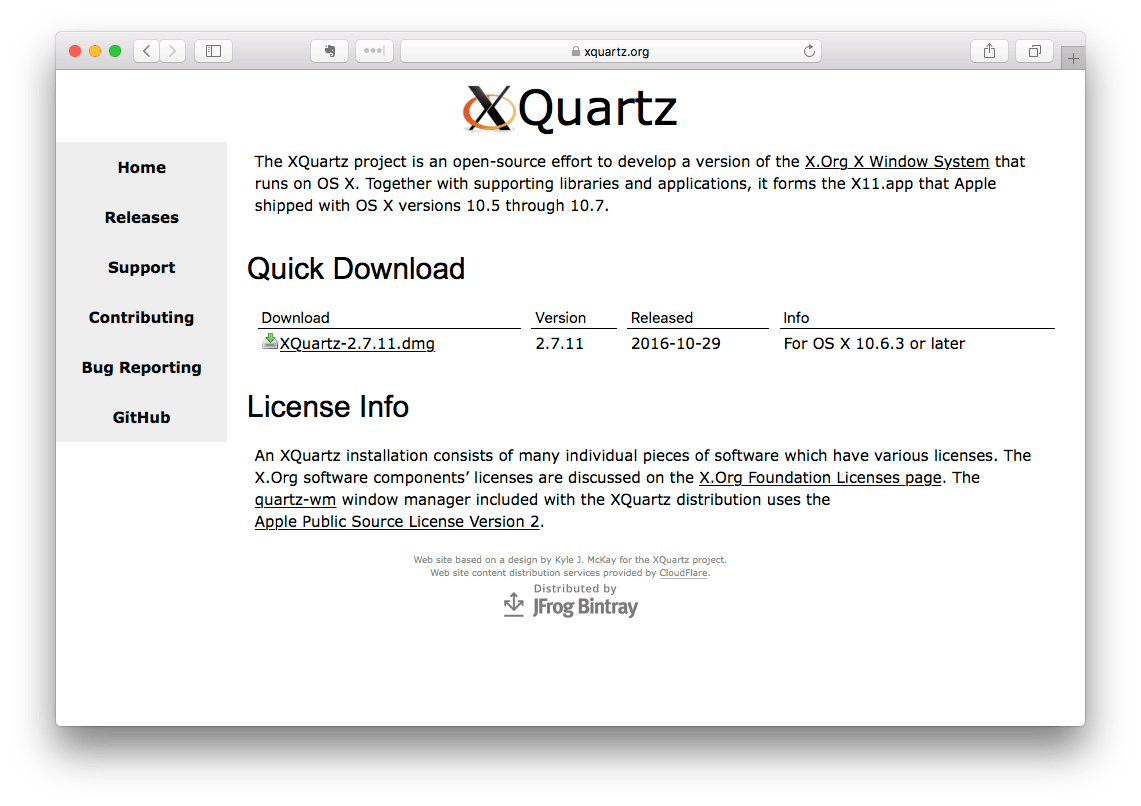 xquartz.org
XQuartz
Home
Releases
Support
Contributing
Bug Reporting
GitHub
The XQuartz project is an open-source effort to develop a version of the X.Org X Window System that
runs on OS X. Together with supporting libraries and applications, it forms the X11.app that Apple
shipped with OS X versions 10.5 through 10.7.
Quick Download
Download Version Released Info
XQuartz-2.7.11.dmg 2.7.11 2016-10-29 For OS X 10.6.3 or later
License Info
An XQuartz installation consists of many individual pieces of software which have various licenses. The
X.Org software components’ licenses are discussed on the X.Org Foundation Licenses page. The
quartz-wm window manager included with the XQuartz distribution uses the
Apple Public Source License Version 2.
Web site based on a design by Kyle J. McKay for the XQuartz project.
Web site content distribution services provided by CloudFlare.
Distributed by
JFrog Bintray